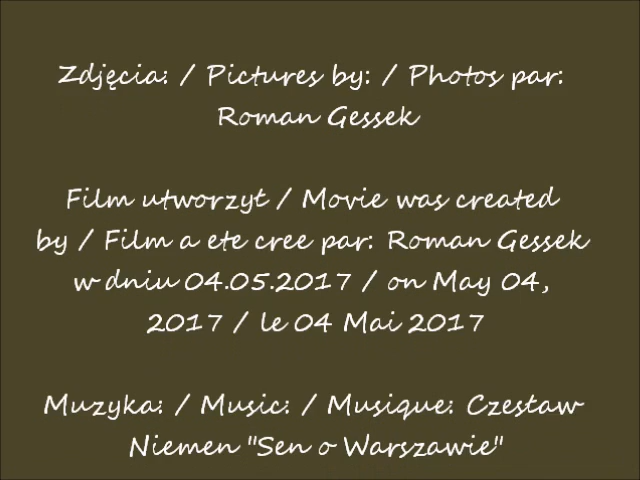 Zdjęcia: / Pictures by: / Photos par:
Roman Gessek
Film utworzył / Movie was created
by / Film a ete cree par: Roman Gessek
w dniu 04.05.2017 / on May 04,
2017 / le 04 Mai 2017
Muzyka: / Music: / Musique: Czesław
Niemen "Sen o Warszawie"